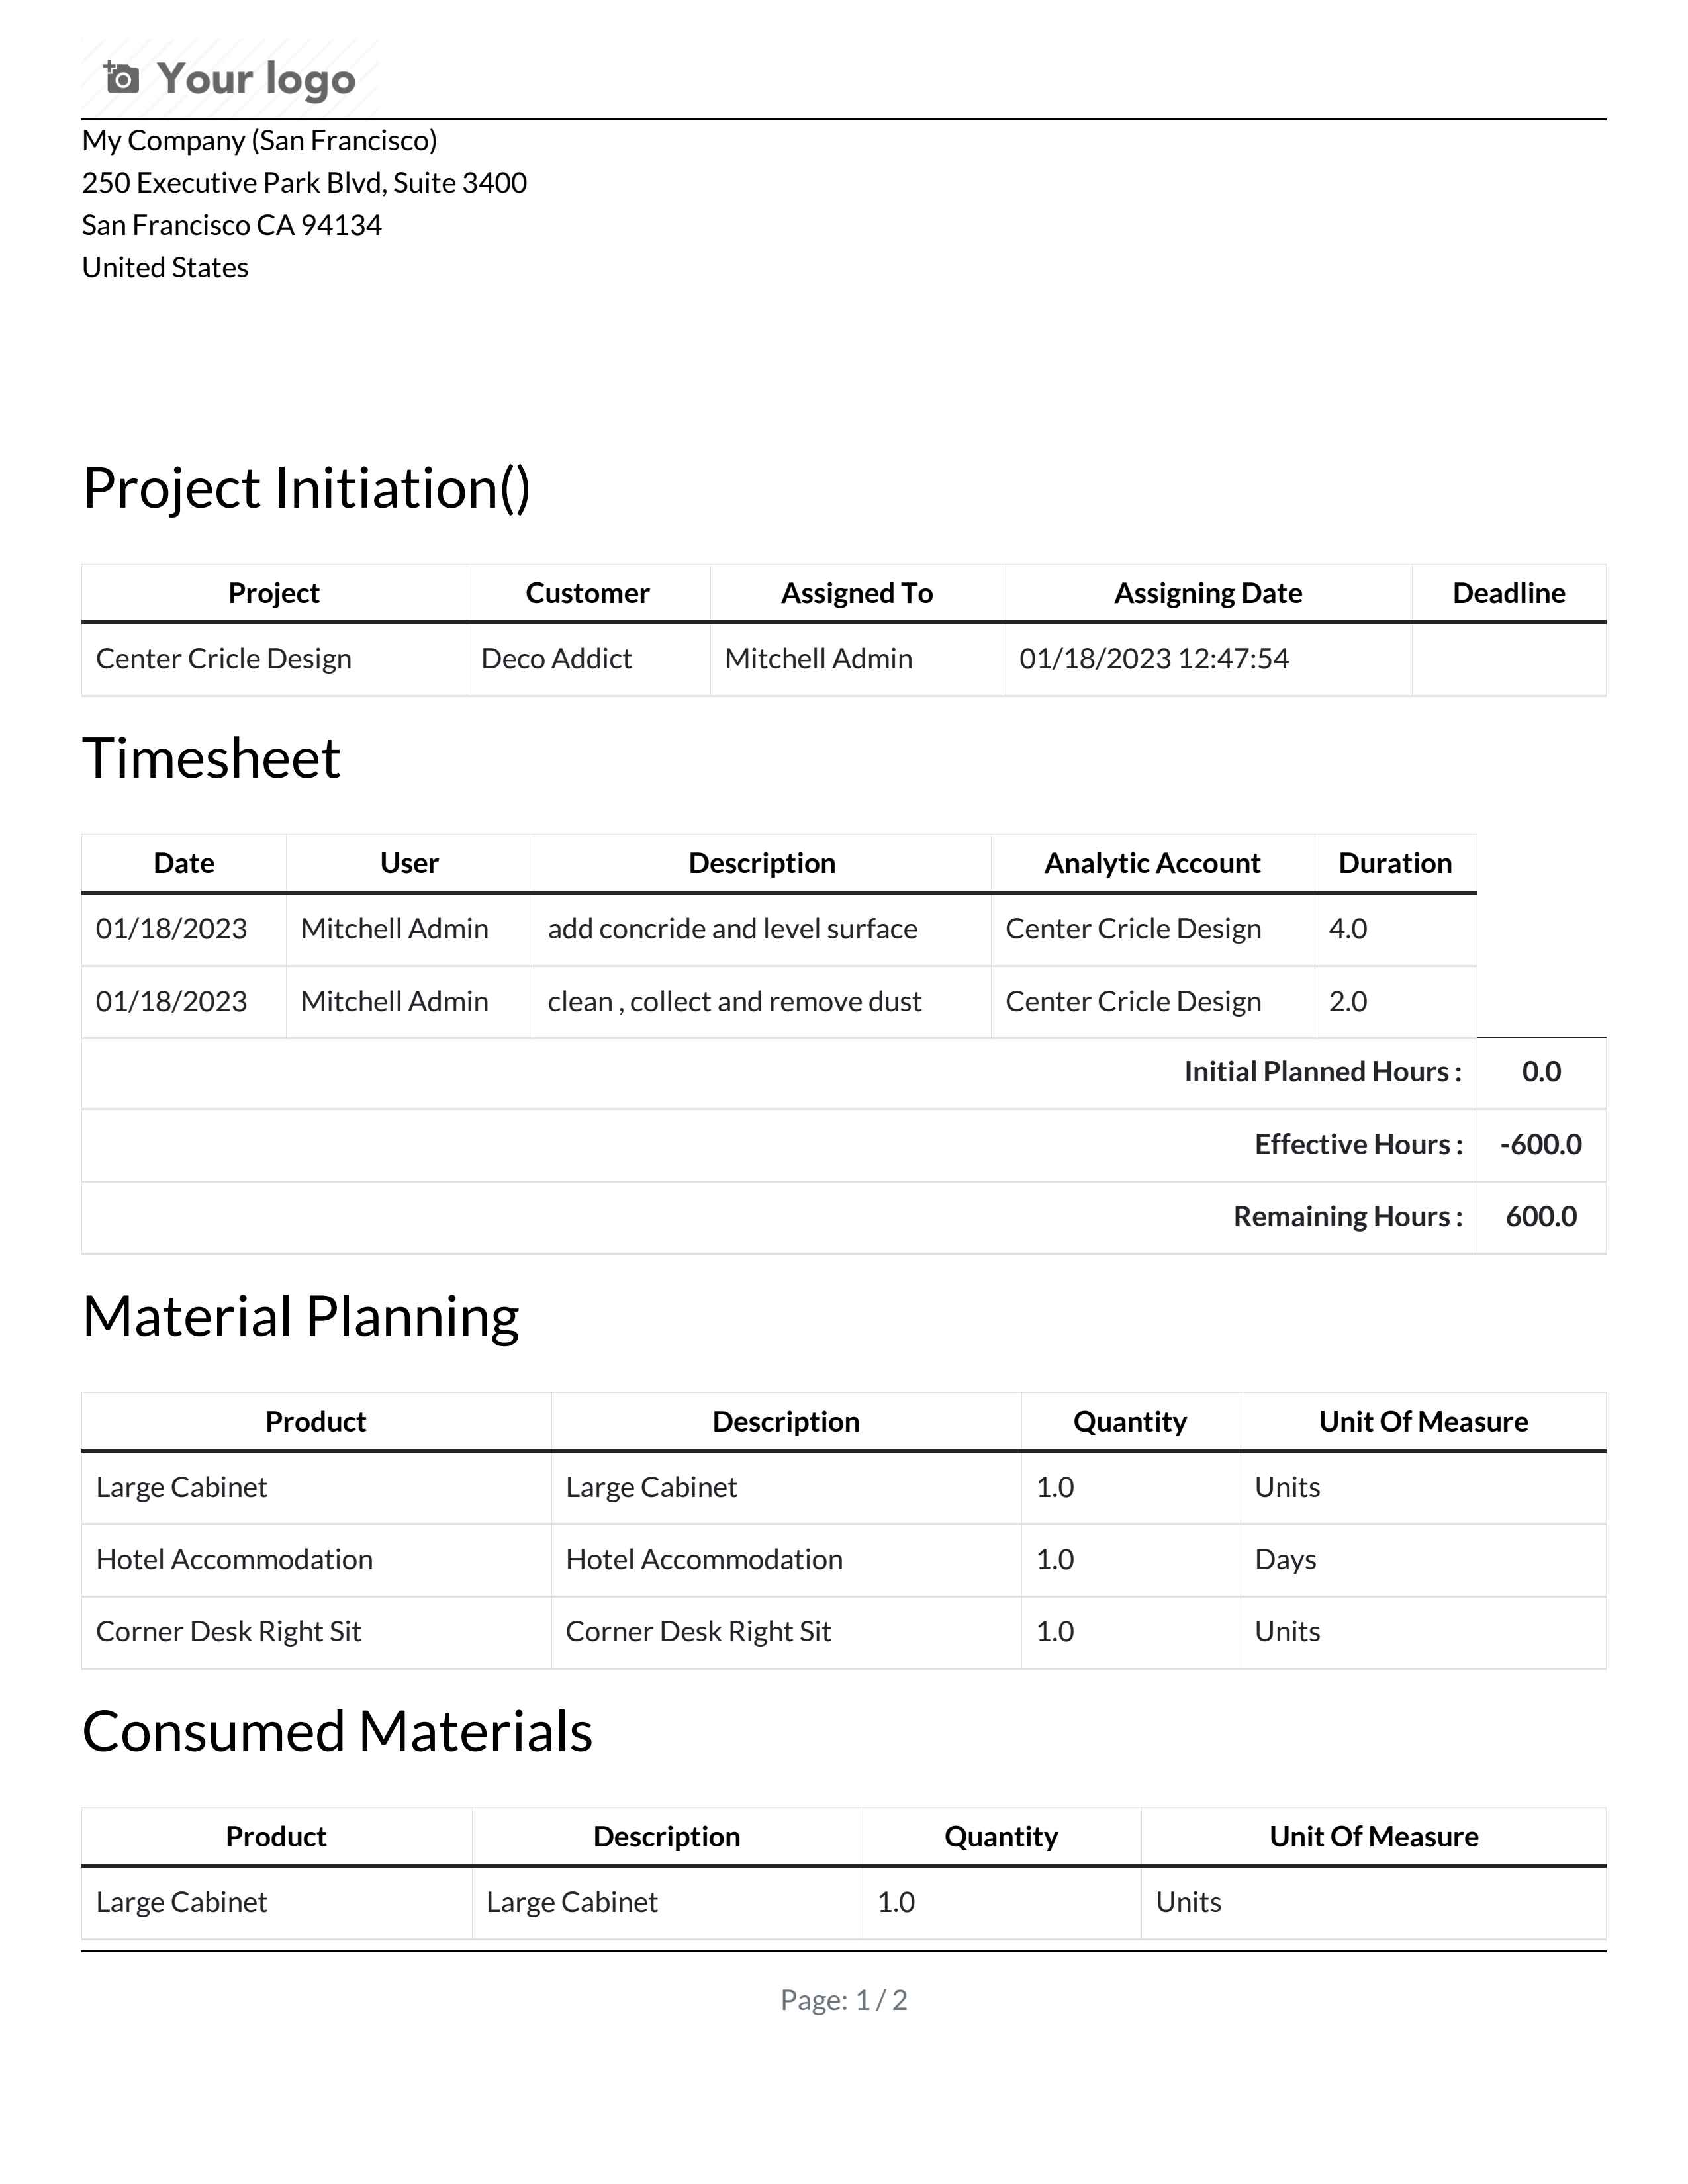 Your logo
My Company (San Francisco)
250 Executive Park Blvd, Suite 3400
San Francisco CA 94134
United States
Project Initiation()
Project Customer Assigned To Assigning Date Deadline
Center Cricle Design Deco Addict Mitchell Admin 01/18/2023 12:47:54
Timesheet
Date User Description Analytic Account Duration
01/18/2023 Mitchell Admin add concride and level surface Center Cricle Design 4.0
01/18/2023 Mitchell Admin clean , collect and remove dust Center Cricle Design 2.0
Initial Planned Hours : 0.0
Effective Hours : -600.0
Remaining Hours : 600.0
Material Planning
Product Description Quantity Unit Of Measure
Large Cabinet Large Cabinet 1.0 Units
Hotel Accommodation Hotel Accommodation 1.0 Days
Corner Desk Right Sit Corner Desk Right Sit 1.0 Units
Consumed Materials
Product Description Quantity Unit Of Measure
Large Cabinet Large Cabinet 1.0 Units
Page: 1 / 2